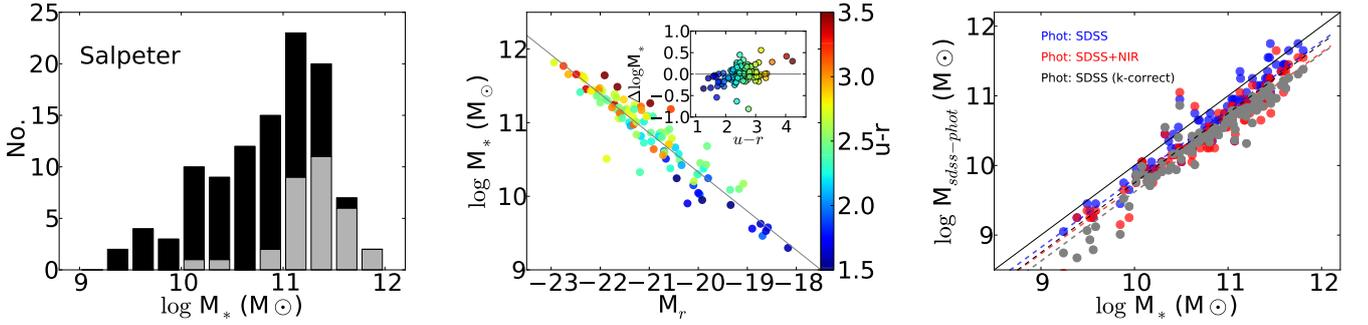 25
20
15
10
5
0
No.
Salpeter
10 11 12
log M* (M⊙)
12
11
10
9
log M* (M⊙)
−23 −22 −21 −20 −19 −18
M_r
1.0
0.5
0.0
−0.5
−1.0
ΔlogM*
1 2 3 4
u−r
3.5
3.0
2.5
2.0
1.5
u-r
12
11
10
9
log M_sdss−phot (M⊙)
Phot: SDSS
Phot: SDSS+NIR
Phot: SDSS (k-correct)
9 10 11 12
log M* (M⊙)